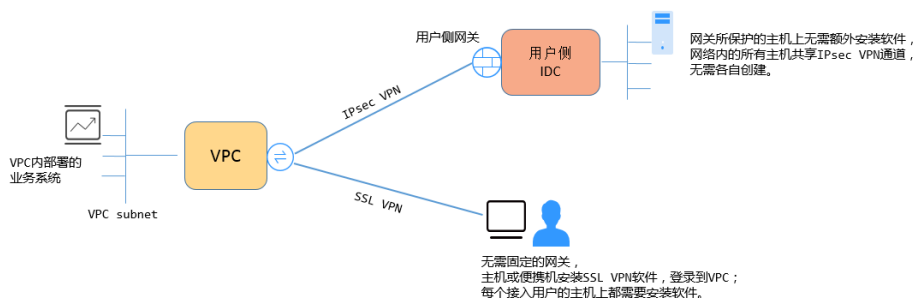 用户侧网关
用户侧
IDC
网关所保护的主机上无需额外安装软件，
网络内的所有主机共享IPsec VPN通道，
无需各自创建。
IPsec VPN
VPC
VPC内部署的
业务系统
VPC subnet
SSL VPN
无需固定的网关，
主机或便携机安装SSL VPN软件，登录到VPC；
每个接入用户的主机上都需要安装软件。